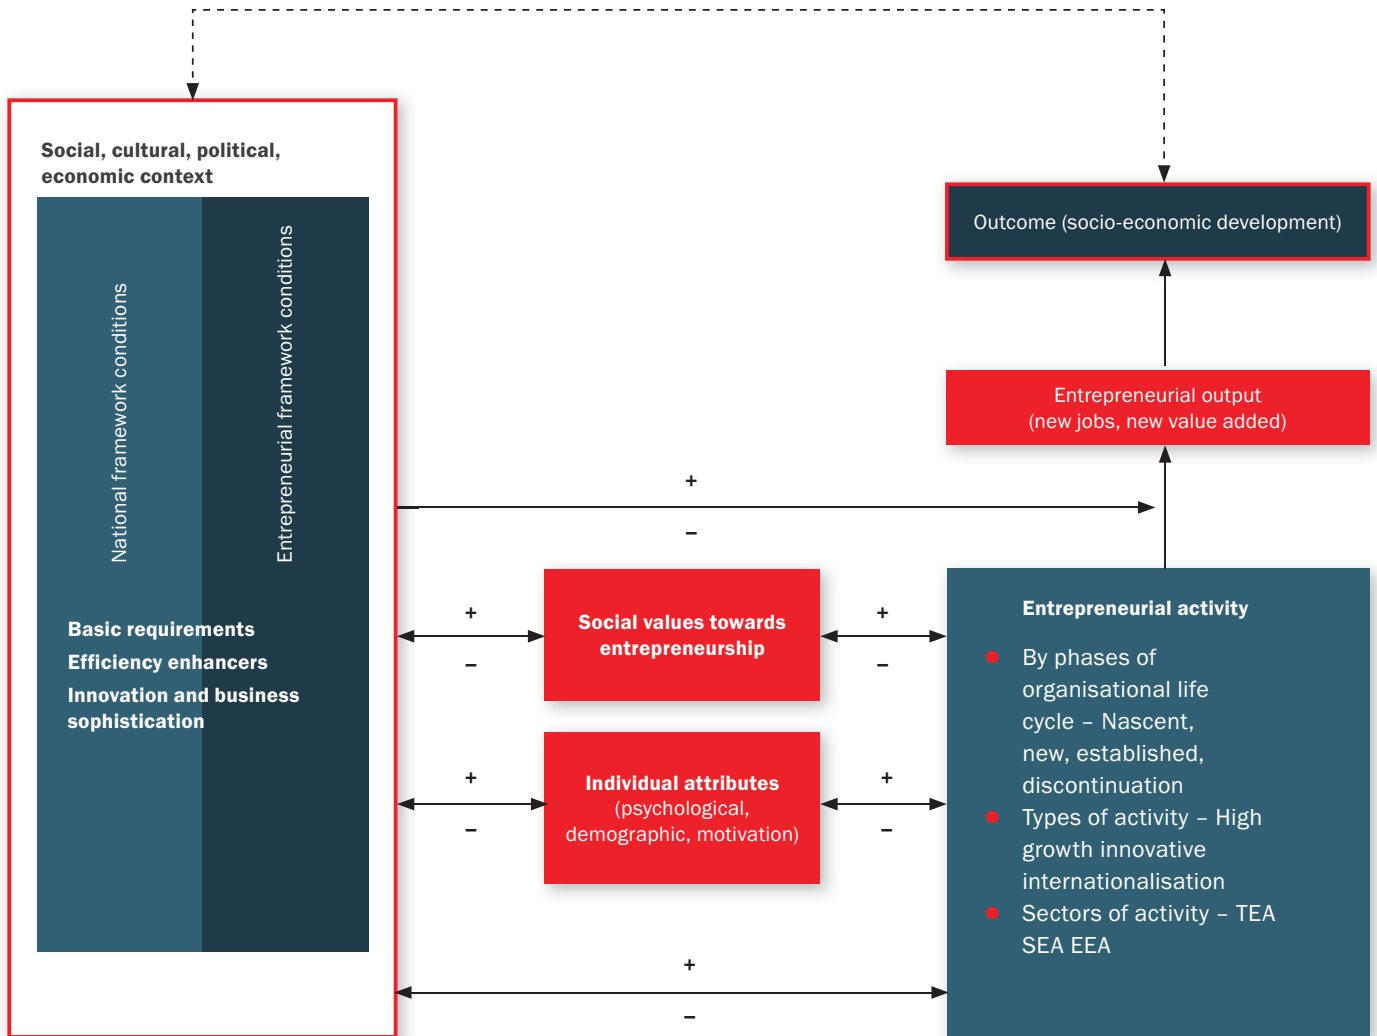 Social, cultural, political,
economic context
National framework conditions
Entrepreneurial framework conditions
Basic requirements
Efficiency enhancers
Innovation and business
sophistication
Outcome (socio-economic development)
Entrepreneurial output
(new jobs, new value added)
+
–
+
–
Social values towards
entrepreneurship
+
–
+
–
Individual attributes
(psychological,
demographic, motivation)
+
–
+
–
Entrepreneurial activity
● By phases of
organisational life
cycle – Nascent,
new, established,
discontinuation
● Types of activity – High
growth innovative
internationalisation
● Sectors of activity – TEA
SEA EEA